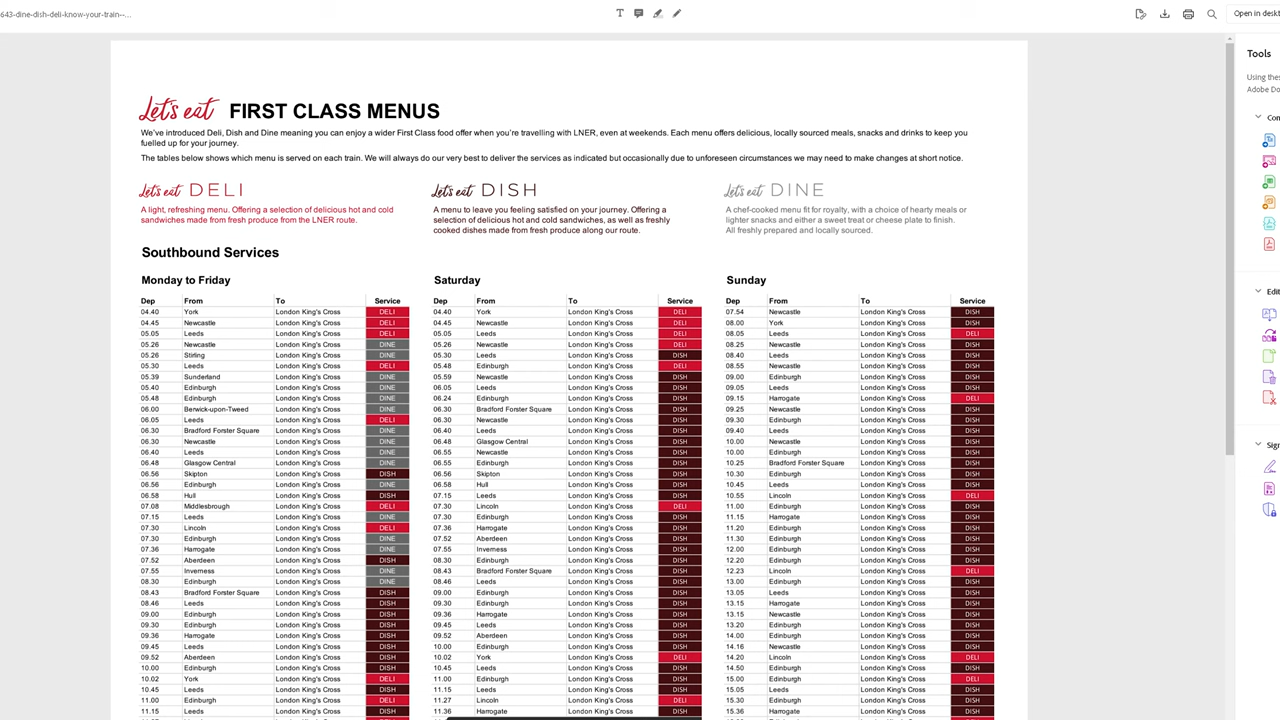 643-dine-dish-deli-know-your-train--...
Open in deskt
Tools
Using thes
Adobe Do
Con
Edit
Sign
Let's eat FIRST CLASS MENUS
We've introduced Deli, Dish and Dine meaning you can enjoy a wider First Class food offer when you're travelling with LNER, even at weekends. Each menu offers delicious, locally sourced meals, snacks and drinks to keep you
fuelled up for your journey.
The tables below shows which menu is served on each train. We will always do our very best to deliver the services as indicated but occasionally due to unforeseen circumstances we may need to make changes at short notice.
Let's eat DELI
A light, refreshing menu. Offering a selection of delicious hot and cold
sandwiches made from fresh produce from the LNER route.
Let's eat DISH
A menu to leave you feeling satisfied on your journey. Offering a
selection of delicious hot and cold sandwiches, as well as freshly
cooked dishes made from fresh produce along our route.
Let's eat DINE
A chef-cooked menu fit for royalty, with a choice of hearty meals or
lighter snacks and either a sweet treat or cheese plate to finish.
All freshly prepared and locally sourced.
Southbound Services
Monday to Friday
Dep From To Service
04.40 York London King's Cross DELI
04.45 Newcastle London King's Cross DELI
05.05 Leeds London King's Cross DELI
05.26 Newcastle London King's Cross DINE
05.26 Stirling London King's Cross DINE
05.30 Leeds London King's Cross DELI
05.39 Sunderland London King's Cross DINE
05.40 Edinburgh London King's Cross DINE
05.48 Edinburgh London King's Cross DINE
06.00 Berwick-upon-Tweed London King's Cross DINE
06.05 Leeds London King's Cross DELI
06.30 Bradford Forster Square London King's Cross DINE
06.30 Newcastle London King's Cross DINE
06.40 Leeds London King's Cross DINE
06.48 Glasgow Central London King's Cross DINE
06.56 Skipton London King's Cross DISH
06.56 Edinburgh London King's Cross DINE
06.58 Hull London King's Cross DISH
07.08 Middlesbrough London King's Cross DELI
07.15 Leeds London King's Cross DINE
07.30 Lincoln London King's Cross DELI
07.30 Edinburgh London King's Cross DINE
07.36 Harrogate London King's Cross DINE
07.52 Aberdeen London King's Cross DISH
07.55 Inverness London King's Cross DINE
08.30 Edinburgh London King's Cross DINE
08.43 Bradford Forster Square London King's Cross DISH
08.46 Leeds London King's Cross DISH
09.00 Edinburgh London King's Cross DISH
09.30 Edinburgh London King's Cross DISH
09.36 Harrogate London King's Cross DISH
09.45 Leeds London King's Cross DISH
09.52 Aberdeen London King's Cross DISH
10.00 Edinburgh London King's Cross DISH
10.02 York London King's Cross DELI
10.45 Leeds London King's Cross DISH
11.00 Edinburgh London King's Cross DELI
11.15 Leeds London King's Cross DISH
Saturday
Dep From To Service
04.40 York London King's Cross DELI
04.45 Newcastle London King's Cross DELI
05.05 Leeds London King's Cross DELI
05.26 Newcastle London King's Cross DELI
05.30 Leeds London King's Cross DISH
05.48 Edinburgh London King's Cross DELI
05.59 Newcastle London King's Cross DISH
06.05 Leeds London King's Cross DISH
06.24 Edinburgh London King's Cross DISH
06.30 Bradford Forster Square London King's Cross DISH
06.30 Newcastle London King's Cross DISH
06.40 Leeds London King's Cross DISH
06.48 Glasgow Central London King's Cross DISH
06.55 Newcastle London King's Cross DISH
06.55 Edinburgh London King's Cross DISH
06.56 Skipton London King's Cross DISH
06.58 Hull London King's Cross DISH
07.15 Leeds London King's Cross DISH
07.30 Lincoln London King's Cross DELI
07.30 Edinburgh London King's Cross DISH
07.36 Harrogate London King's Cross DISH
07.52 Aberdeen London King's Cross DISH
07.55 Inverness London King's Cross DISH
08.30 Edinburgh London King's Cross DISH
08.43 Bradford Forster Square London King's Cross DISH
08.46 Leeds London King's Cross DISH
09.00 Edinburgh London King's Cross DISH
09.30 Edinburgh London King's Cross DISH
09.36 Harrogate London King's Cross DISH
09.45 Leeds London King's Cross DISH
09.52 Aberdeen London King's Cross DISH
10.00 Edinburgh London King's Cross DISH
10.02 York London King's Cross DELI
10.45 Leeds London King's Cross DISH
11.00 Edinburgh London King's Cross DISH
11.15 Leeds London King's Cross DISH
11.27 Lincoln London King's Cross DELI
11.36 Harrogate London King's Cross DISH
Sunday
Dep From To Service
07.54 Newcastle London King's Cross DISH
08.00 York London King's Cross DISH
08.05 Leeds London King's Cross DELI
08.25 Newcastle London King's Cross DISH
08.40 Leeds London King's Cross DISH
08.55 Newcastle London King's Cross DISH
09.00 Edinburgh London King's Cross DISH
09.05 Leeds London King's Cross DISH
09.15 Harrogate London King's Cross DELI
09.25 Newcastle London King's Cross DISH
09.30 Edinburgh London King's Cross DISH
09.40 Leeds London King's Cross DISH
10.00 Newcastle London King's Cross DISH
10.00 Edinburgh London King's Cross DISH
10.25 Bradford Forster Square London King's Cross DISH
10.30 Edinburgh London King's Cross DISH
10.45 Leeds London King's Cross DISH
10.55 Lincoln London King's Cross DELI
11.00 Edinburgh London King's Cross DISH
11.15 Harrogate London King's Cross DISH
11.20 Edinburgh London King's Cross DISH
11.30 Edinburgh London King's Cross DISH
12.00 Edinburgh London King's Cross DISH
12.20 Edinburgh London King's Cross DISH
12.23 Lincoln London King's Cross DELI
13.00 Edinburgh London King's Cross DISH
13.05 Leeds London King's Cross DISH
13.15 Harrogate London King's Cross DISH
13.15 Newcastle London King's Cross DISH
13.20 Edinburgh London King's Cross DISH
14.00 Edinburgh London King's Cross DISH
14.16 Newcastle London King's Cross DISH
14.20 Lincoln London King's Cross DELI
14.50 Edinburgh London King's Cross DISH
15.00 Edinburgh London King's Cross DELI
15.05 Leeds London King's Cross DISH
15.30 Edinburgh London King's Cross DISH
15.36 Harrogate London King's Cross DISH